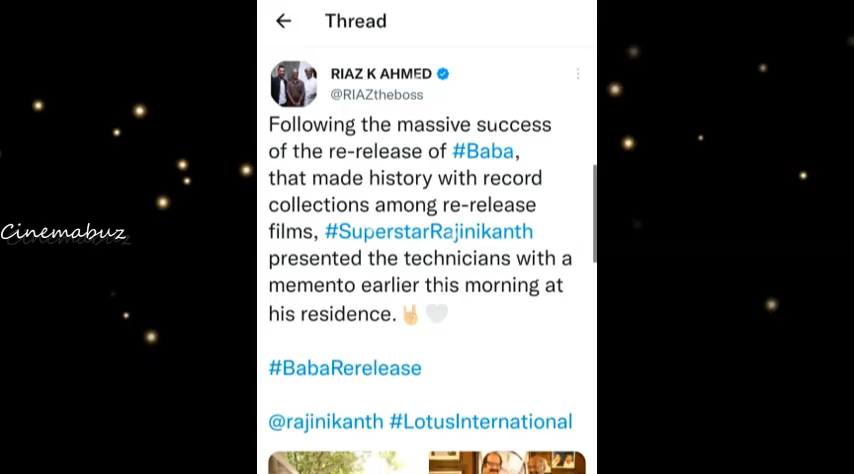 Thread
RIAZ K AHMED
@RIAZtheboss
Following the massive success
of the re-release of #Baba,
that made history with record
collections among re-release
films, #SuperstarRajinikanth
presented the technicians with a
memento earlier this morning at
his residence.🤘🏻🤍
#BabaRerelease
@rajinikanth #LotusInternational
Cinemabuz